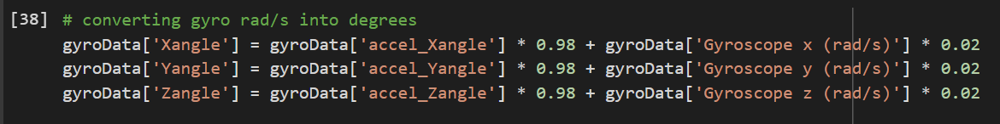 [38] # converting gyro rad/s into degrees
gyroData['Xangle'] = gyroData['accel_Xangle'] * 0.98 + gyroData['Gyroscope x (rad/s)'] * 0.02
gyroData['Yangle'] = gyroData['accel_Yangle'] * 0.98 + gyroData['Gyroscope y (rad/s)'] * 0.02
gyroData['Zangle'] = gyroData['accel_Zangle'] * 0.98 + gyroData['Gyroscope z (rad/s)'] * 0.02